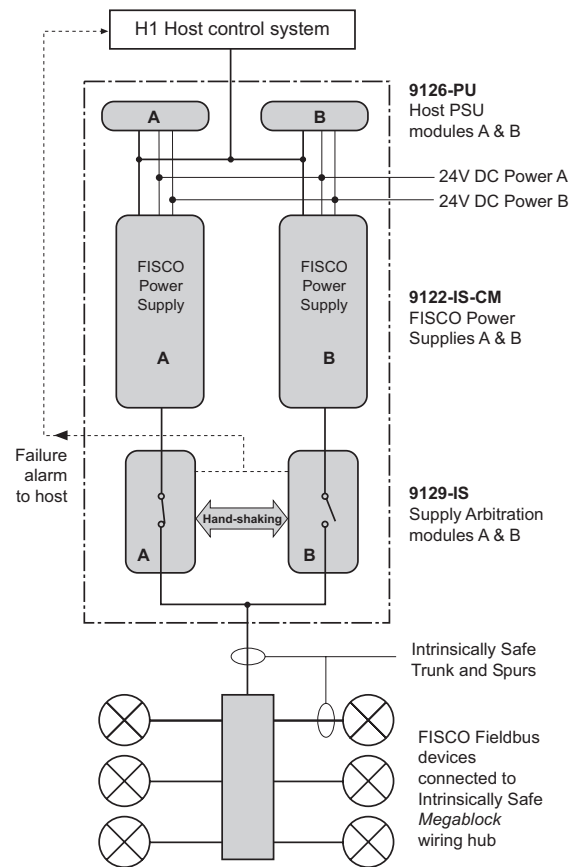 H1 Host control system
A
B
9126-PU
Host PSU
modules A & B
24V DC Power A
24V DC Power B
FISCO
Power
Supply
A
FISCO
Power
Supply
B
9122-IS-CM
FISCO Power
Supplies A & B
Failure
alarm
to host
Hand-shaking
A
B
9129-IS
Supply Arbitration
modules A & B
Intrinsically Safe
Trunk and Spurs
FISCO Fieldbus
devices
connected to
Intrinsically Safe
Megablock
wiring hub